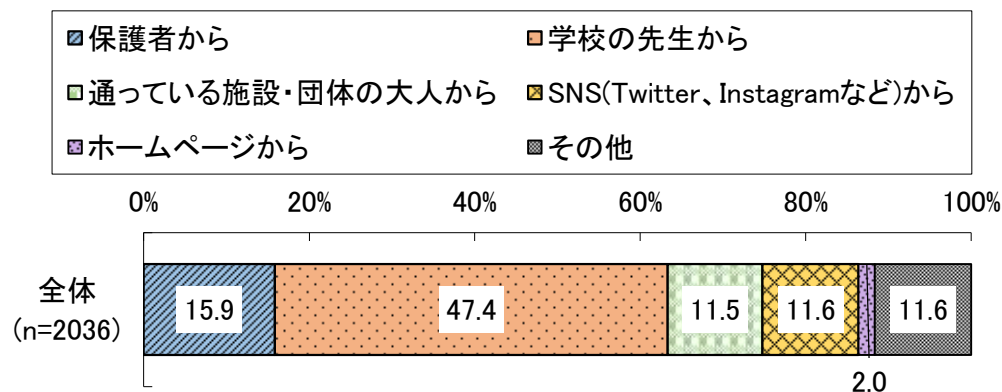 保護者から 学校の先生から
通っている施設・団体の大人から SNS(Twitter、Instagramなど)から
ホームページから その他
0% 20% 40% 60% 80% 100%
全体
(n=2036)
15.9 47.4 11.5 11.6 11.6
2.0